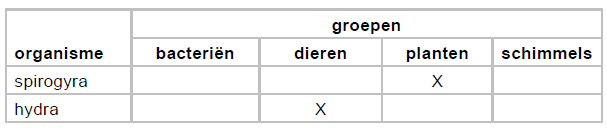 groepen
organisme bacteriën dieren planten schimmels
spirogyra X
hydra X